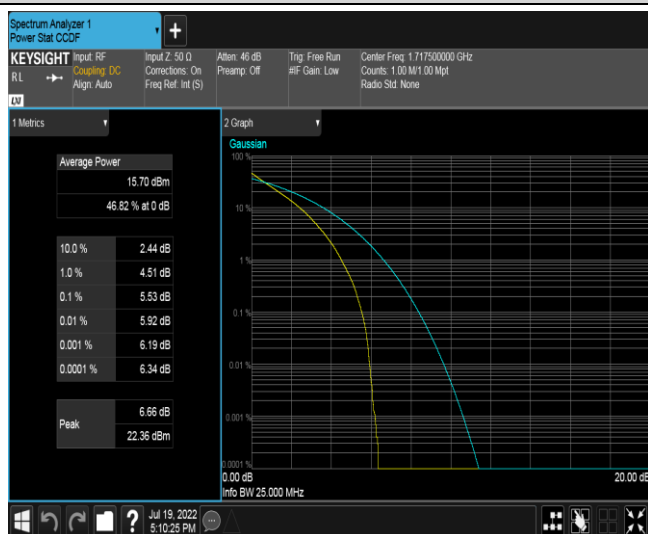 Spectrum Analyzer 1
Power Stat CCDF
+
KEYSIGHT
R L
LXI
Input: RF
Coupling: DC
Align: Auto
Input Z: 50 Ω
Corrections: On
Freq Ref: Int (S)
Atten: 46 dB
Preamp: Off
Trig: Free Run
#IF Gain: Low
Center Freq: 1.717500000 GHz
Counts: 1.00 M/1.00 Mpt
Radio Std: None
1 Metrics
Average Power
15.70 dBm
46.82 % at 0 dB
10.0 % 2.44 dB
1.0 % 4.51 dB
0.1 % 5.53 dB
0.01 % 5.92 dB
0.001 % 6.19 dB
0.0001 % 6.34 dB
Peak
6.66 dB
22.36 dBm
2 Graph
Gaussian
100 %
10 %
1 %
0.1 %
0.01 %
0.001 %
0.0001 %
0.00 dB 20.00 dB
Info BW 25.000 MHz
?
Jul 19, 2022
5:10:25 PM